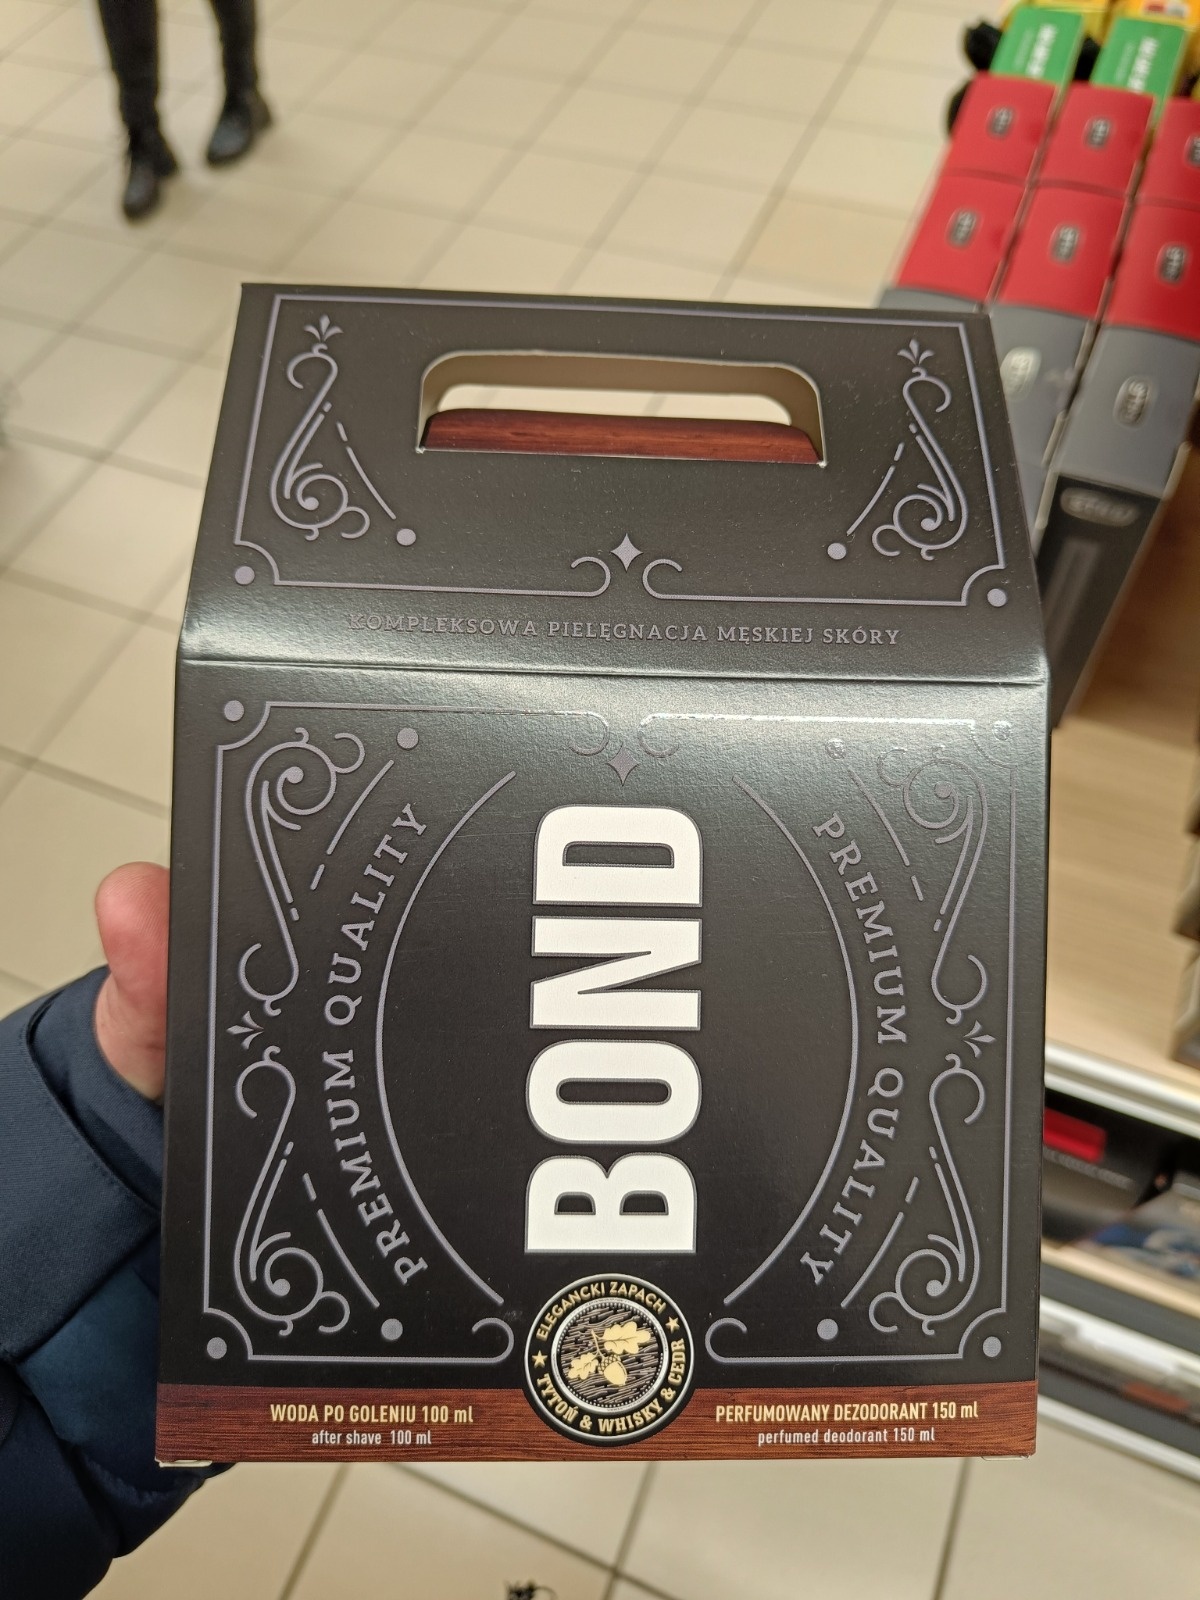 KOMPLEKSOWA PIELĘGNACJA MĘSKIEJ SKÓRY
PREMIUM QUALITY
BOND
PREMIUM QUALITY
ELEGANCKI ZAPACH
TYTOŃ & WHISKY & CEDR
WODA PO GOLENIU 100 ml
after shave 100 ml
PERFUMOWANY DEZODORANT 150 ml
perfumed deodorant 150 ml